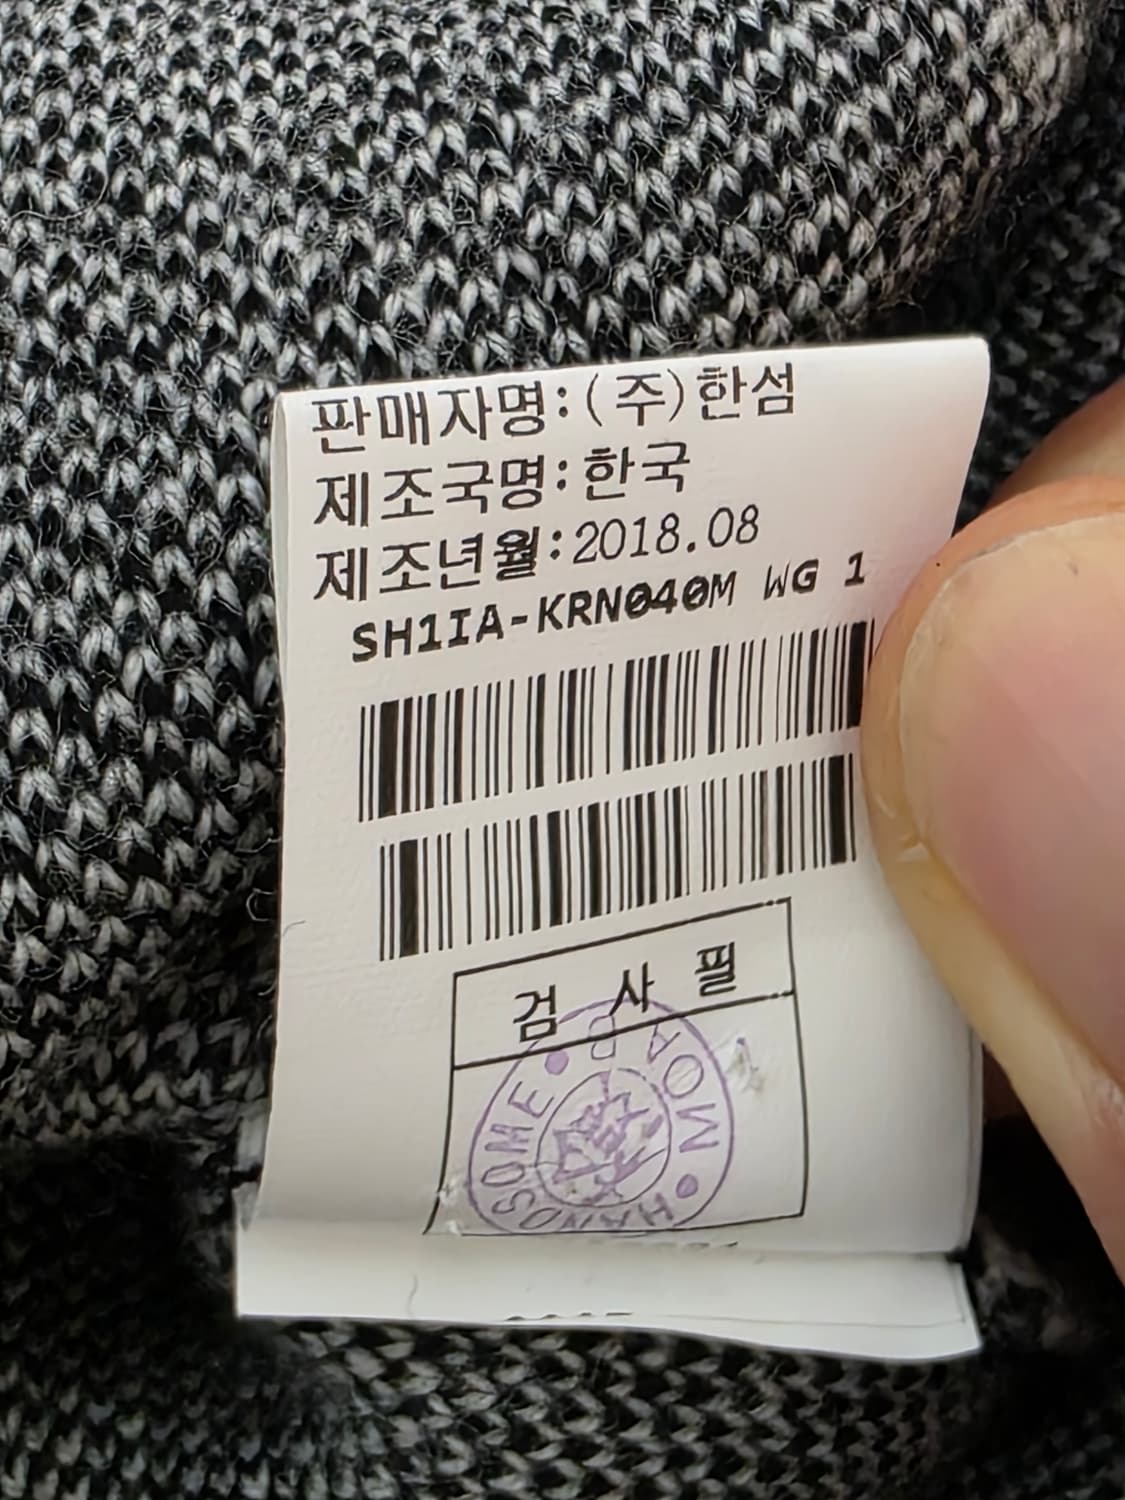 판매자명:(주)한섬
제조국명:한국
제조년월:2018.08
SH1IA-KRN040M WG 1
검 사 필
HANDSOME